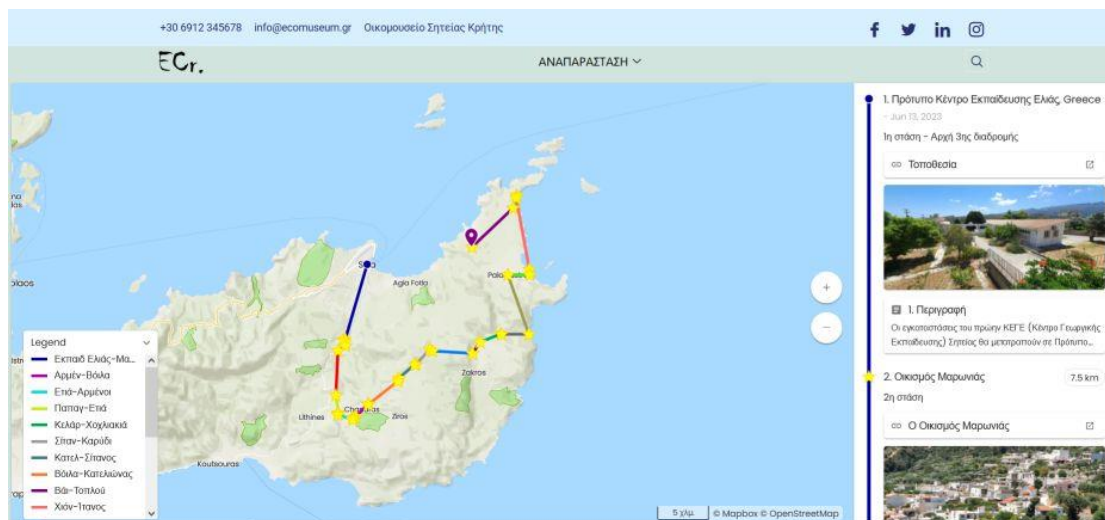 +30 6912 345678 info@ecomuseum.gr Οικομουσείο Σητείας Κρήτης
ECr.
ΑΝΑΠΑΡΑΣΤΑΣΗ
Agia Fotia
Zakros
Lithines
Ziros
Koutsouras
5 χλμ.
© Mapbox © OpenStreetMap
Legend
Εκπαιδ Ελιάς-Μα...
Αρμέν-Βόιλα
Ετιά-Αρμένοι
Παπαγ-Ετιά
Κελάρ-Χοχλιακιά
Σίταν-Καρύδι
Κατελ-Σίτανος
Βόιλα-Κατελιώνας
Βάι-Τοπλού
Χιόν-Ίτανος
1. Πρότυπο Κέντρο Εκπαίδευσης Ελιάς, Greece
- Jun 13, 2023
1η στάση - Αρχή 3ης διαδρομής
Τοποθεσία
1. Περιγραφή
Οι εγκαταστάσεις του πρώην ΚΕΓΕ (Κέντρο Γεωργικής
Εκπαίδευσης) Σητείας θα μετατραπούν σε Πρότυπο...
2. Οικισμός Μαρωνιάς 7.5 km
2η στάση
Ο Οικισμός Μαρωνιάς